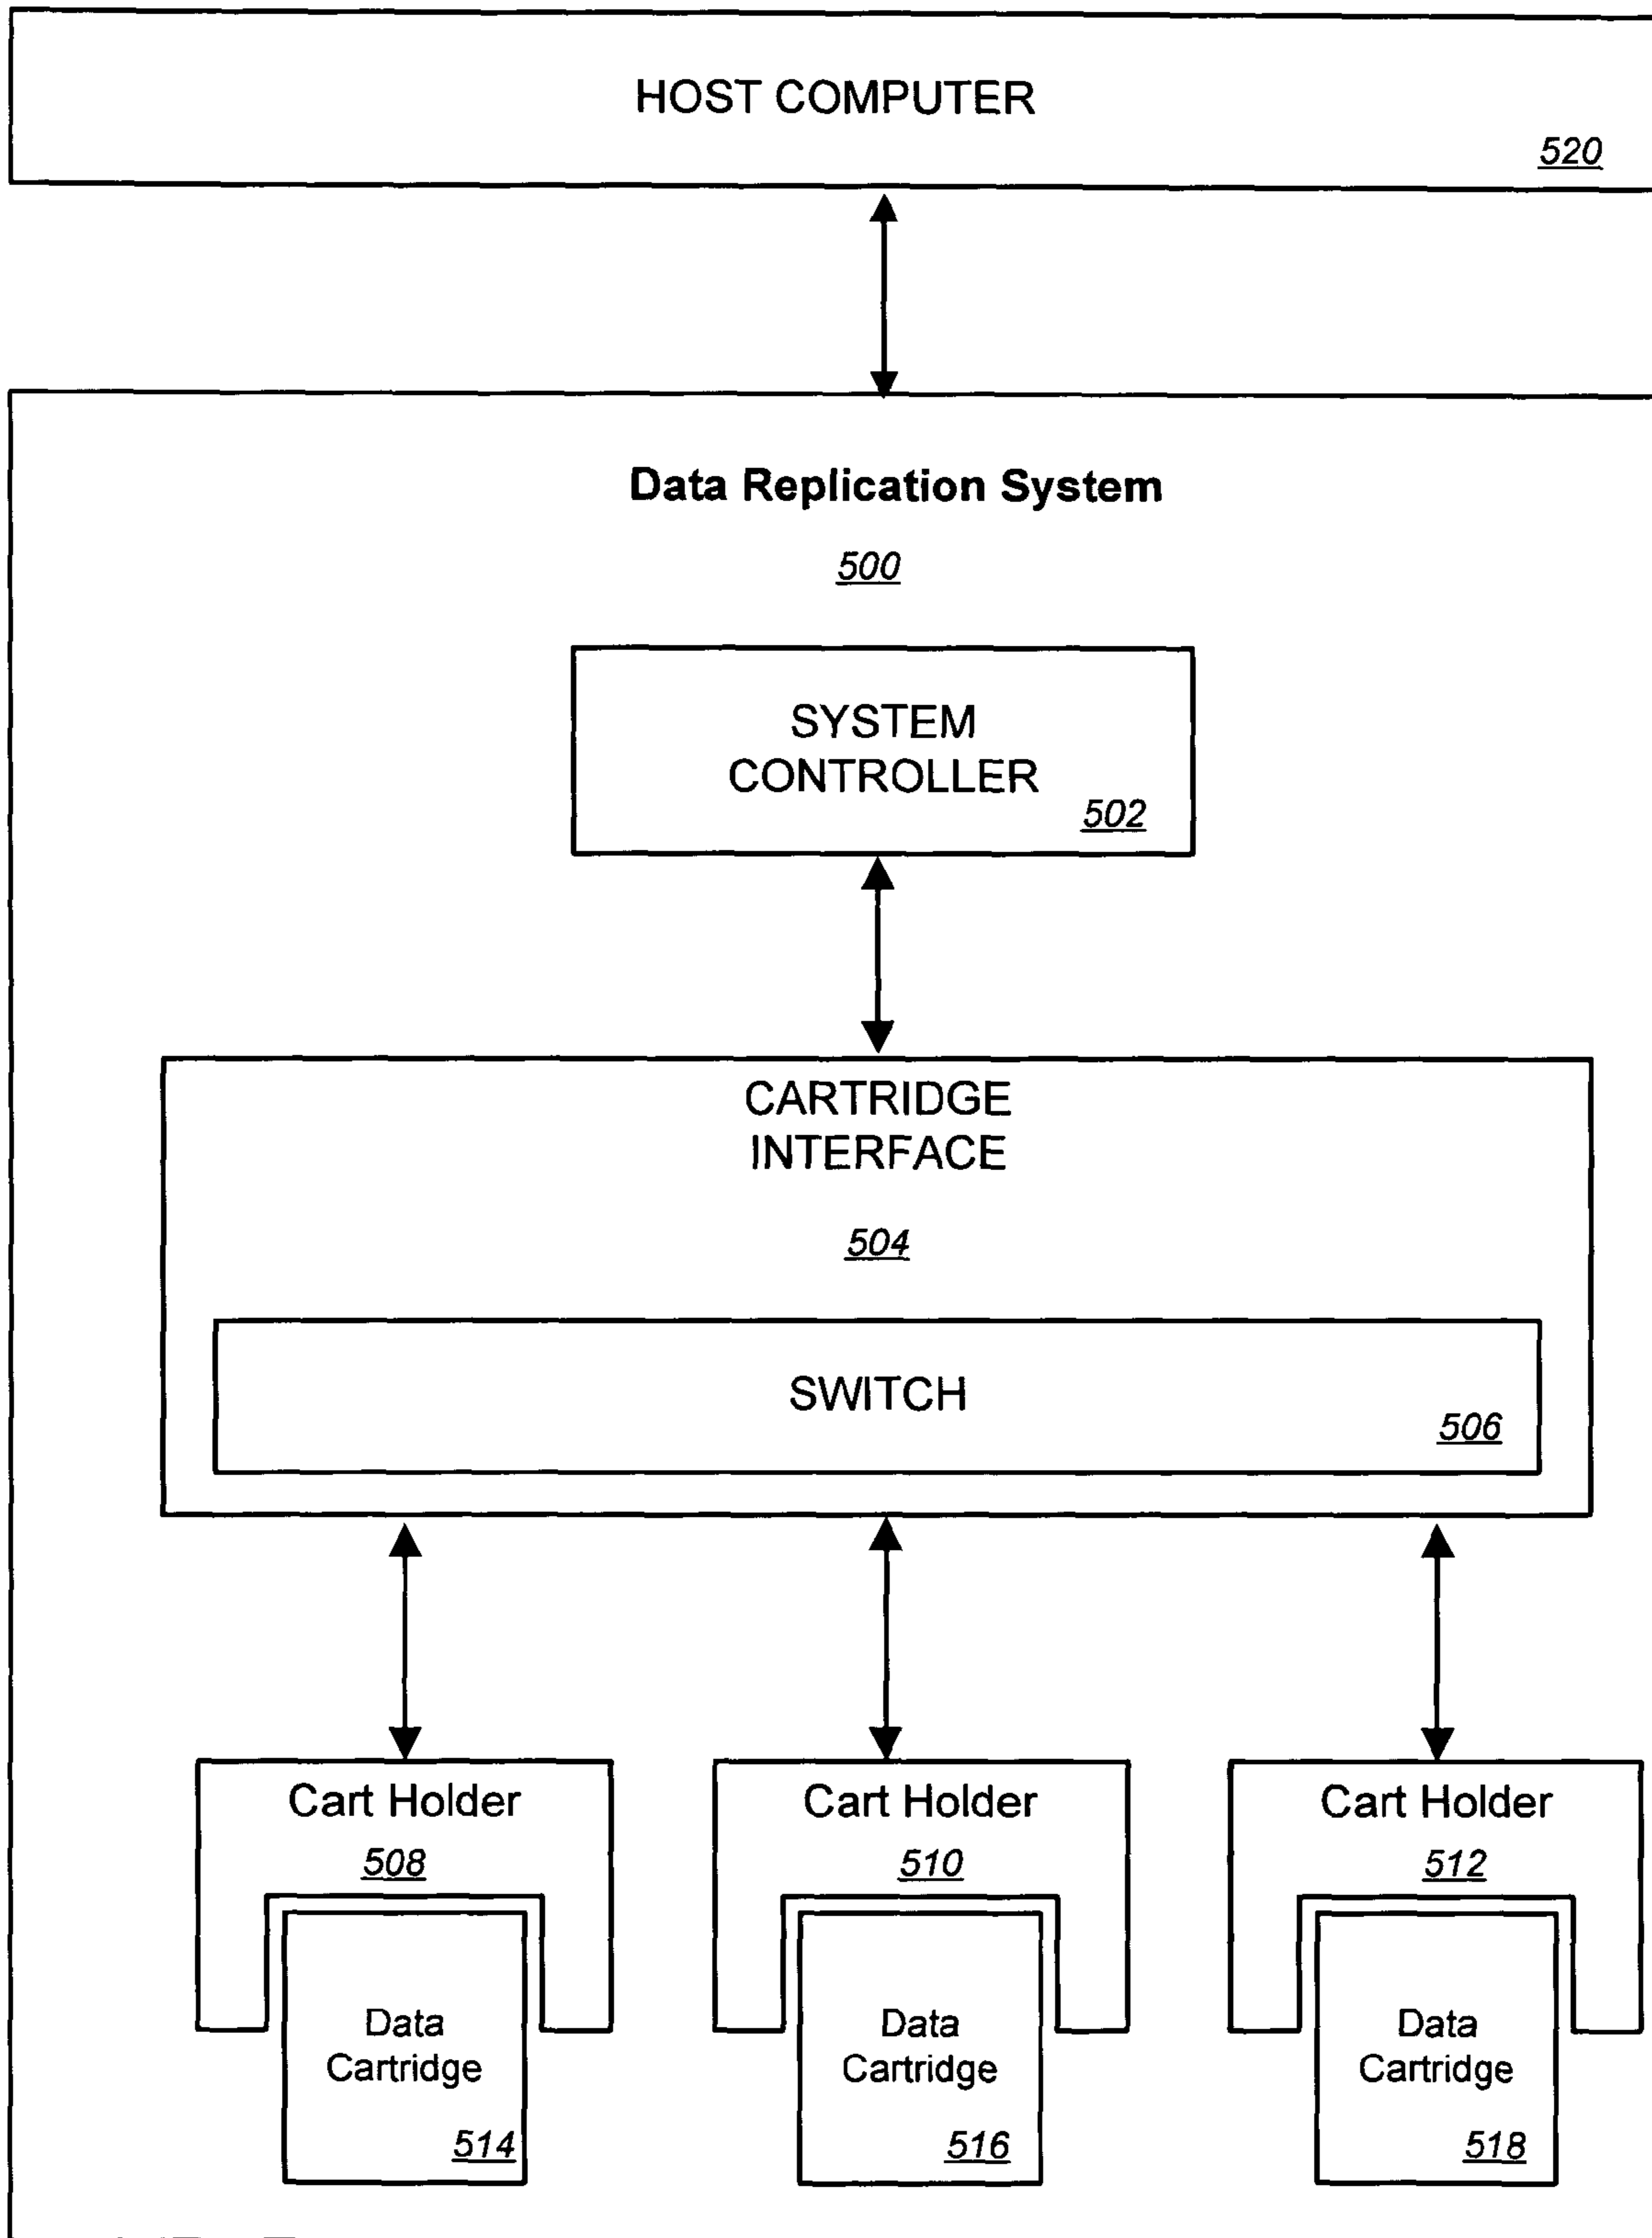 HOST COMPUTER
520
Data Replication System
500
SYSTEM
CONTROLLER
502
CARTRIDGE
INTERFACE
504
SWITCH
506
Cart Holder
508
Cart Holder
510
Cart Holder
512
Data
Cartridge
514
Data
Cartridge
516
Data
Cartridge
518